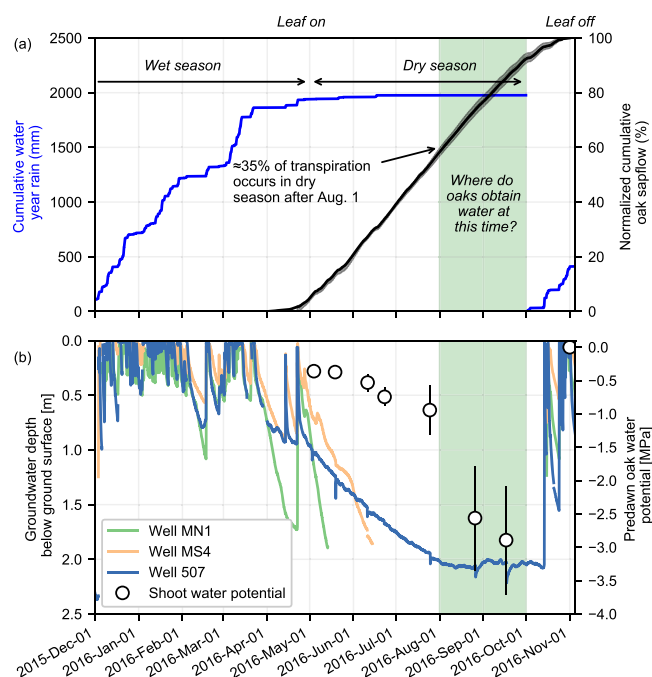 Leaf on
Leaf off
(a)
2500
2000
1500
1000
500
0
Cumulative water
year rain (mm)
Wet season
Dry season
≈35% of transpiration
occurs in dry
season after Aug. 1
Where do
oaks obtain
water at
this time?
100
80
60
40
20
0
Normalized cumulative
oak sapflow (%)
(b)
0.0
0.5
1.0
1.5
2.0
2.5
Groundwater depth
below ground surface [m]
Well MN1
Well MS4
Well 507
Shoot water potential
0.0
−0.5
−1.0
−1.5
−2.0
−2.5
−3.0
−3.5
−4.0
Predawn oak water
potential [MPa]
2015-Dec-01
2016-Jan-01
2016-Feb-01
2016-Mar-01
2016-Apr-01
2016-May-01
2016-Jun-01
2016-Jul-01
2016-Aug-01
2016-Sep-01
2016-Oct-01
2016-Nov-01